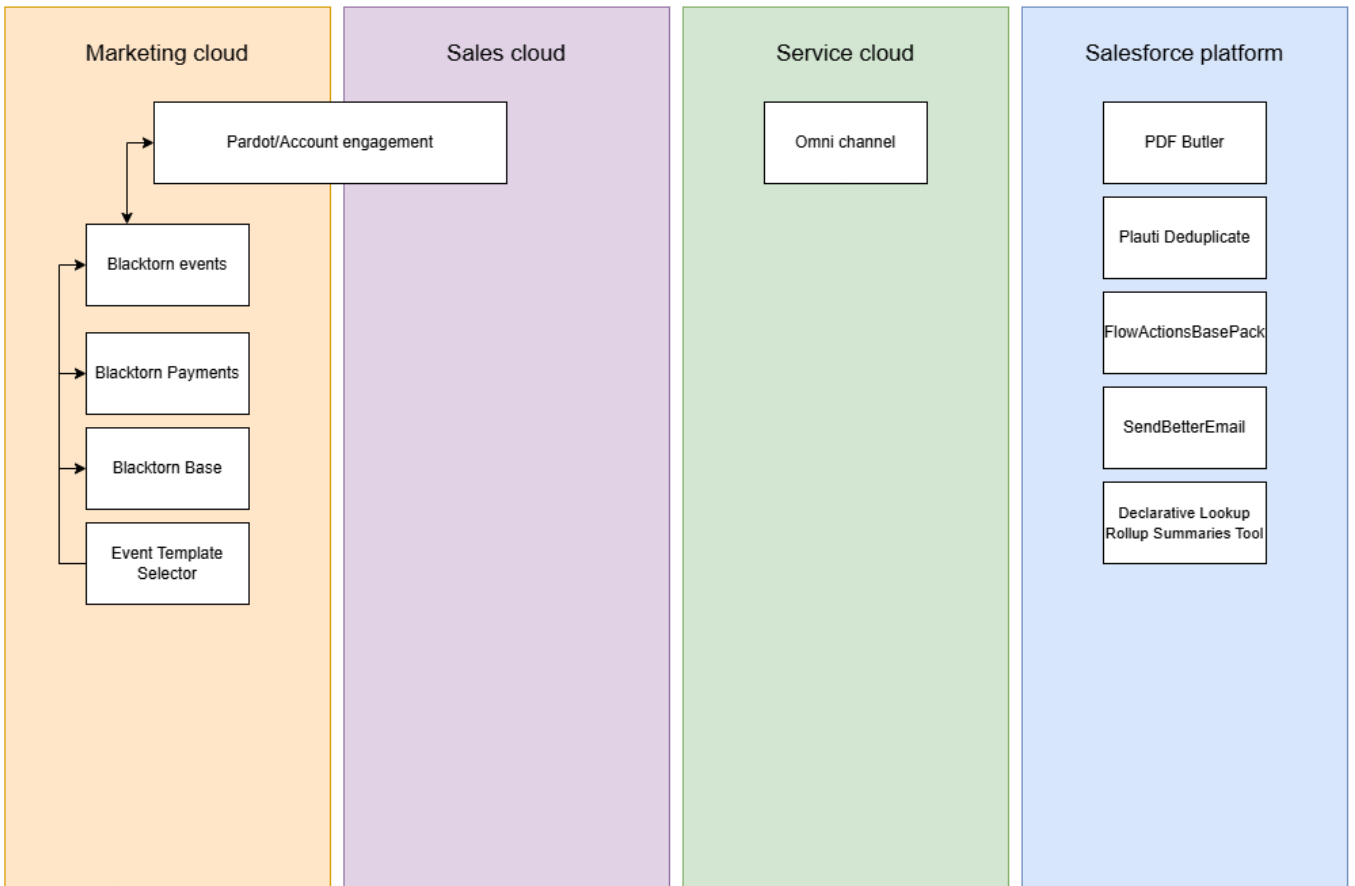 Marketing cloud
Sales cloud
Service cloud
Salesforce platform
Pardot/Account engagement
Omni channel
PDF Butler
Blacktorn events
Plauti Deduplicate
Blacktorn Payments
FlowActionsBasePack
Blacktorn Base
SendBetterEmail
Event Template
Selector
Declarative Lookup
Rollup Summaries Tool